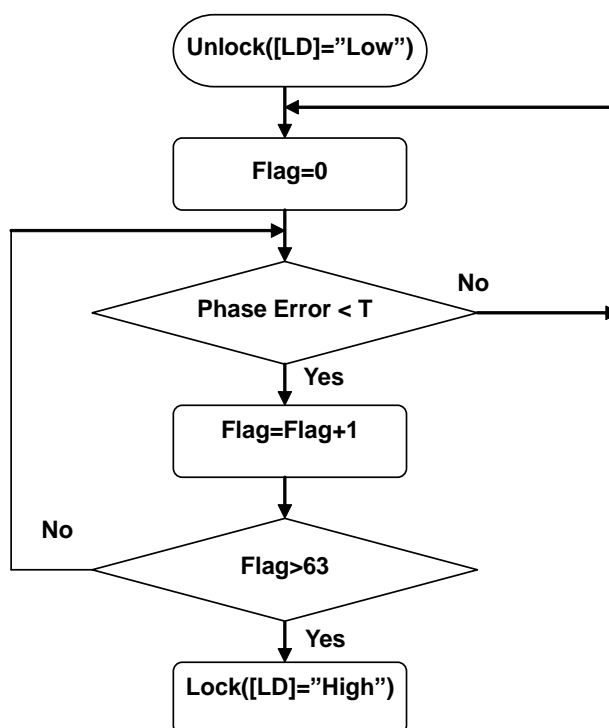 Unlock([LD]=”Low”)
Flag=0
Phase Error < T
No
Yes
Flag=Flag+1
No
Flag>63
Yes
Lock([LD]=”High”)